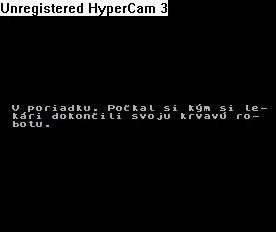 Unregistered HyperCam 3
V poriadku. Počkal si kým si le-
kári dokončili svoju krvavú ro-
botu.